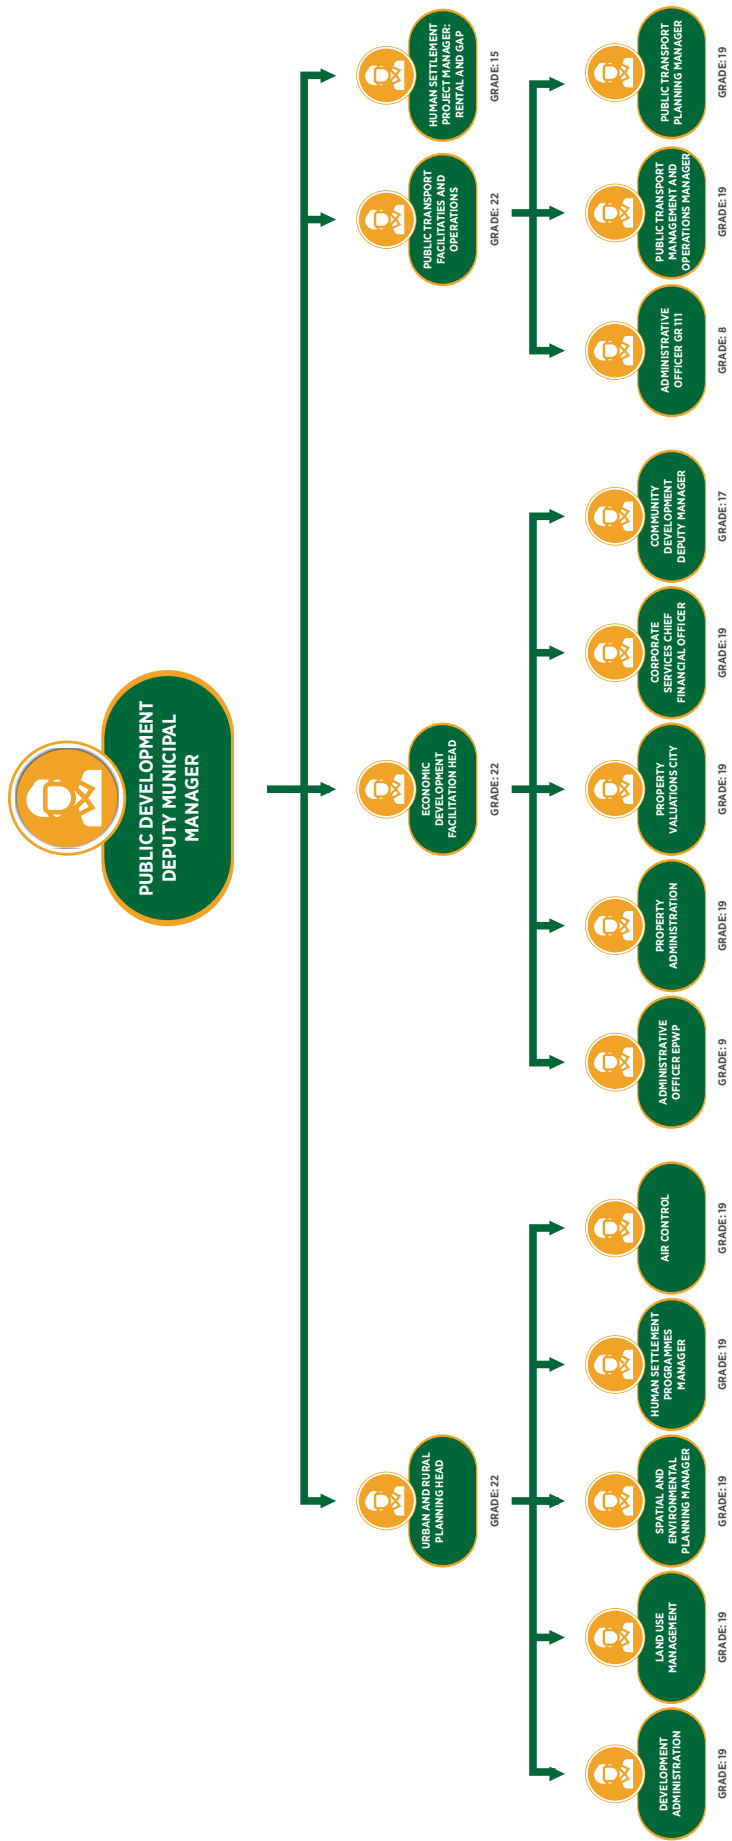 PUBLIC DEVELOPMENT
DEPUTY MUNICIPAL
MANAGER
URBAN AND RURAL
PLANNING HEAD
GRADE: 22
ECONOMIC
DEVELOPMENT
FACILITATION HEAD
GRADE: 22
PUBLIC TRANSPORT
FACILITATIES AND
OPERATIONS
GRADE: 22
HUMAN SETTLEMENT
PROJECT MANAGER:
RENTAL AND GAP
GRADE: 15
DEVELOPMENT
ADMINISTRATION
GRADE: 19
LAND USE
MANAGEMENT
GRADE: 19
SPATIAL AND
ENVIRONMENTAL
PLANNING MANAGER
GRADE: 19
HUMAN SETTLEMENT
PROGRAMMES
MANAGER
GRADE: 19
AIR CONTROL
GRADE: 19
ADMINISTRATIVE
OFFICER EPWP
GRADE: 9
PROPERTY
ADMINISTRATION
GRADE: 19
PROPERTY
VALUATIONS CITY
GRADE: 19
CORPORATE
SERVICES CHIEF
FINANCIAL OFFICER
GRADE: 19
COMMUNITY
DEVELOPMENT
DEPUTY MANAGER
GRADE: 17
ADMINISTRATIVE
OFFICER GR 111
GRADE: 8
PUBLIC TRANSPORT
MANAGEMENT AND
OPERATIONS MANAGER
GRADE: 19
PUBLIC TRANSPORT
PLANNING MANAGER
GRADE: 19